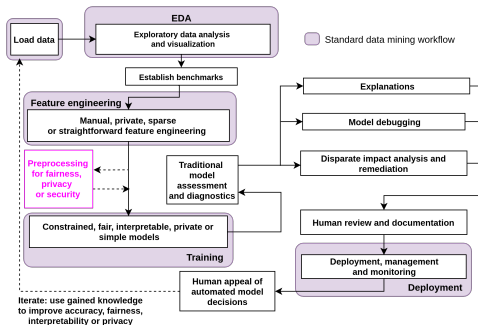 EDA
Load data
Exploratory data analysis
and visualization
Standard data mining workflow
Establish benchmarks
Explanations
Feature engineering
Manual, private, sparse
or straightforward feature engineering
Model debugging
Preprocessing
for fairness,
privacy
or security
Traditional
model
assessment
and diagnostics
Disparate impact analysis and
remediation
Constrained, fair, interpretable, private or
simple models
Training
Human review and documentation
Deployment, management
and monitoring
Deployment
Human appeal of
automated model
decisions
Iterate: use gained knowledge
to improve accuracy, fairness,
interpretability or privacy